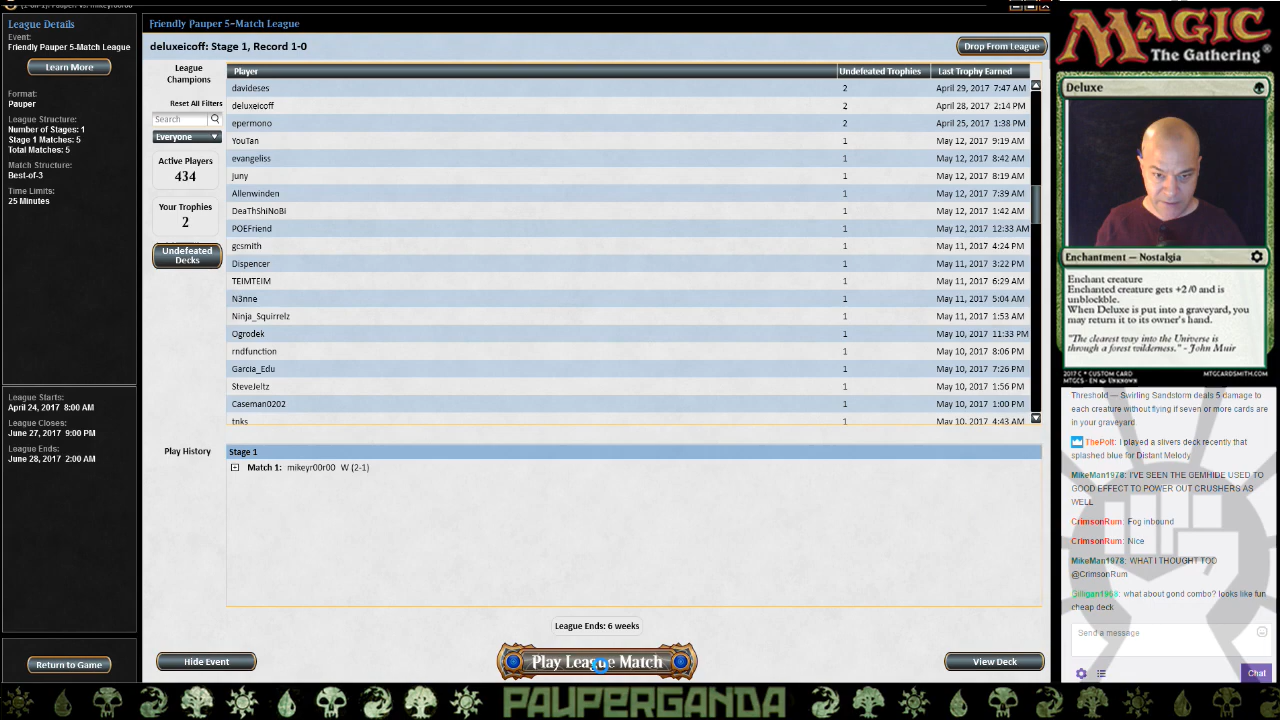 League Details
Event:
Friendly Pauper 5-Match League
Learn More
Format:
Pauper
League Structure:
Number of Stages: 1
Stage 1 Matches: 5
Total Matches: 5
Match Structure:
Best-of-3
Time Limits:
25 Minutes
League Starts:
April 24, 2017 8:00 AM
League Closes:
June 27, 2017 9:00 PM
League Ends:
June 28, 2017 2:00 AM
Return to Game
Friendly Pauper 5-Match League
deluxeicoff: Stage 1, Record 1-0
Drop From League
League
Champions
Reset All Filters
Search
Everyone
Active Players
434
Your Trophies
2
Undefeated
Decks
Player Undefeated Trophies Last Trophy Earned
davideses 2 April 29, 2017 7:47 AM
deluxeicoff 2 April 28, 2017 2:14 PM
epermono 2 April 25, 2017 1:38 PM
YouTan 1 May 12, 2017 9:19 AM
evangeliss 1 May 12, 2017 8:42 AM
Juny 1 May 12, 2017 8:19 AM
Allenwinden 1 May 12, 2017 7:39 AM
DeaThShiNoBi 1 May 12, 2017 1:42 AM
POEFriend 1 May 12, 2017 12:33 AM
gcsmith 1 May 11, 2017 4:24 PM
Dispencer 1 May 11, 2017 3:22 PM
TEIMTEIM 1 May 11, 2017 6:29 AM
N3nne 1 May 11, 2017 5:04 AM
Ninja_Squirrelz 1 May 11, 2017 1:53 AM
Ogrodek 1 May 10, 2017 11:33 PM
rndfunction 1 May 10, 2017 8:06 PM
Garcia_Edu 1 May 10, 2017 7:26 PM
SteveJeltz 1 May 10, 2017 1:56 PM
Caseman0202 1 May 10, 2017 1:00 PM
tnks 1 May 10, 2017 4:43 AM
Play History
Stage 1
Match 1: mikeyr00r00 W (2-1)
League Ends: 6 weeks
Hide Event
Play League Match
View Deck
MAGIC
The Gathering®
Deluxe
Enchantment — Nostalgia
Enchant creature
Enchanted creature gets +2/0 and is
unblockble.
When Deluxe is put into a graveyard, you
may return it to its owner's hand.
"The clearest way into the Universe is
through a forest wilderness." - John Muir
2017 C * CUSTOM CARD
MTGCS - EN Unknown
MTGCARDSMITH.COM
Threshold — Swirling Sandstorm deals 5 damage to
each creature without flying if seven or more cards are
in your graveyard
ThePoit: I played a slivers deck recently that
splashed blue for Distant Melody
MikeMan1978: I'VE SEEN THE GEMHIDE USED TO
GOOD EFFECT TO POWER OUT CRUSHERS AS
WELL
CrimsonRum: Fog inbound
CrimsonRum: Nice
MikeMan1978: WHAT I THOUGHT TOO
@CrimsonRum
Gilligan1968: what about gond combo? looks like fun
cheap deck
Send a message
Chat
PAUPERGANDA